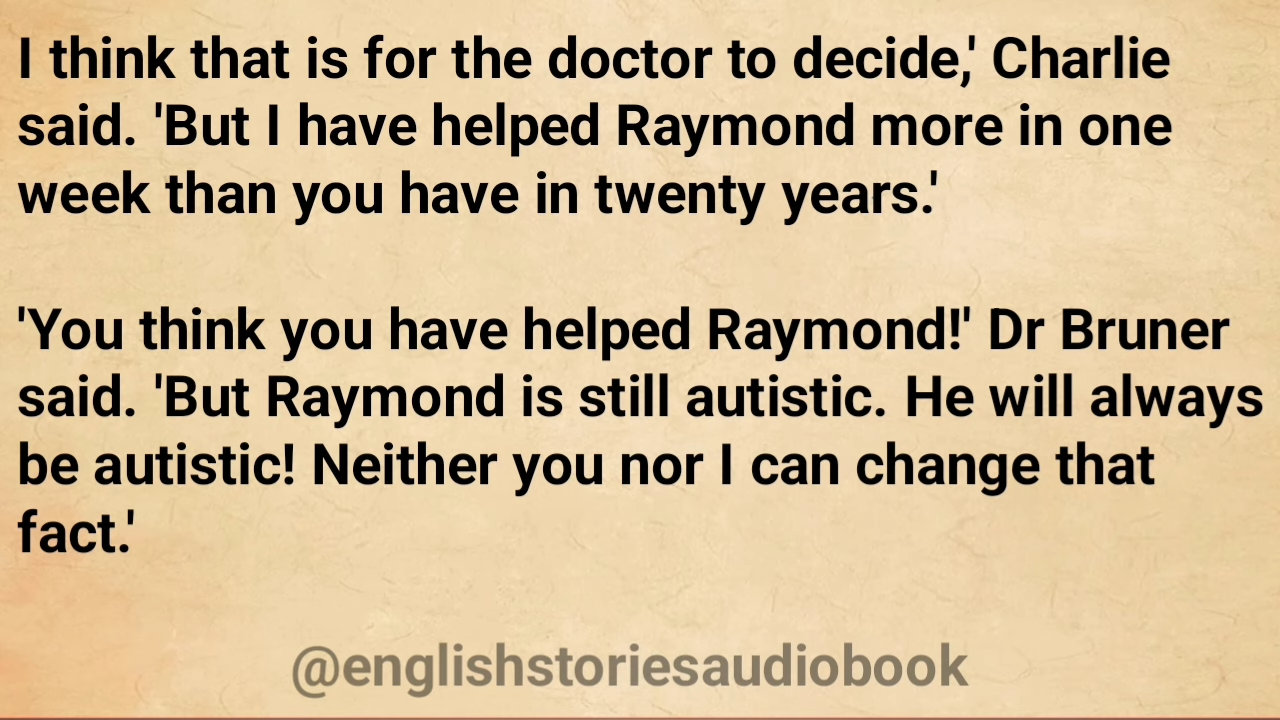 I think that is for the doctor to decide,' Charlie
said. 'But I have helped Raymond more in one
week than you have in twenty years.'
'You think you have helped Raymond!' Dr Bruner
said. 'But Raymond is still autistic. He will always
be autistic! Neither you nor I can change that
fact.'
@englishstoriesaudiobook